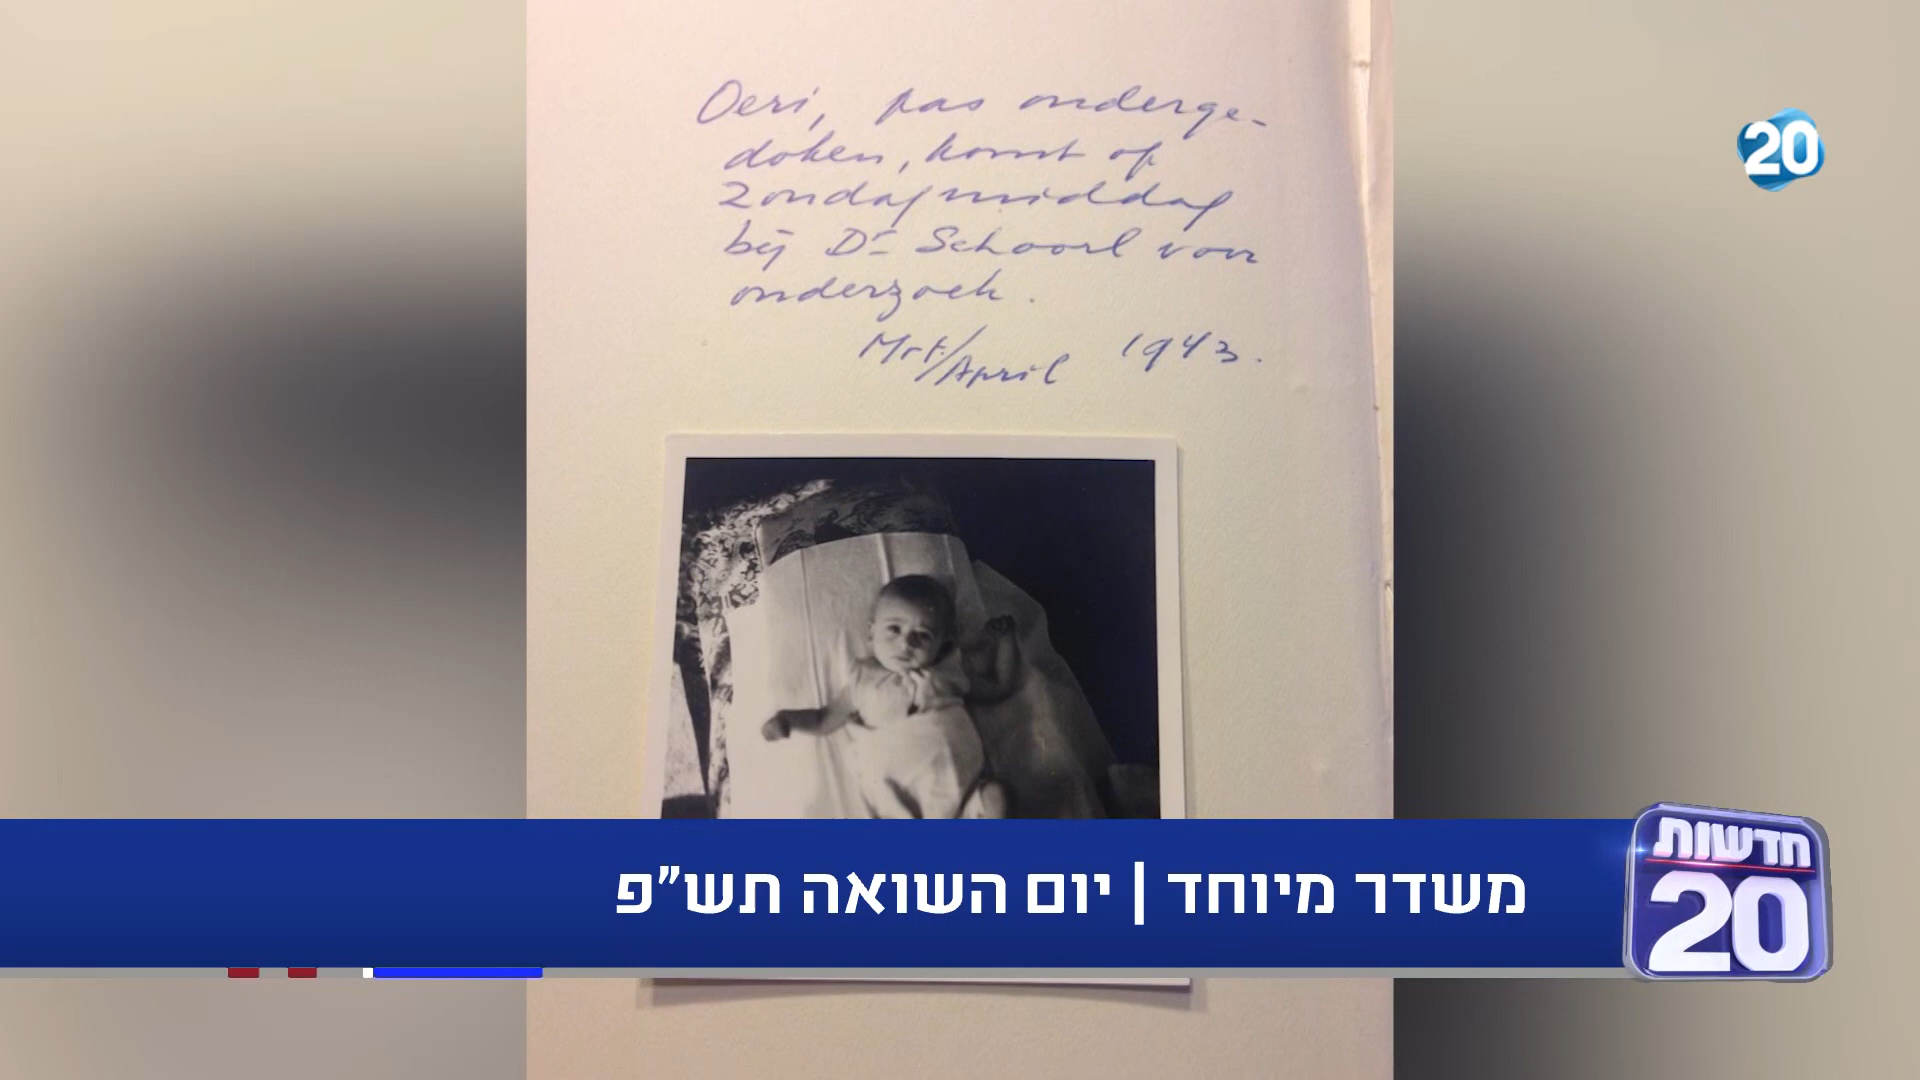 Oeri, pas onderge-
doken, komt op
Zondagmiddag
bij Dr Schoorl voor
onderzoek.
Mrt./April 1943.
20
משדר מיוחד | יום השואה תש"פ
חדשות
20